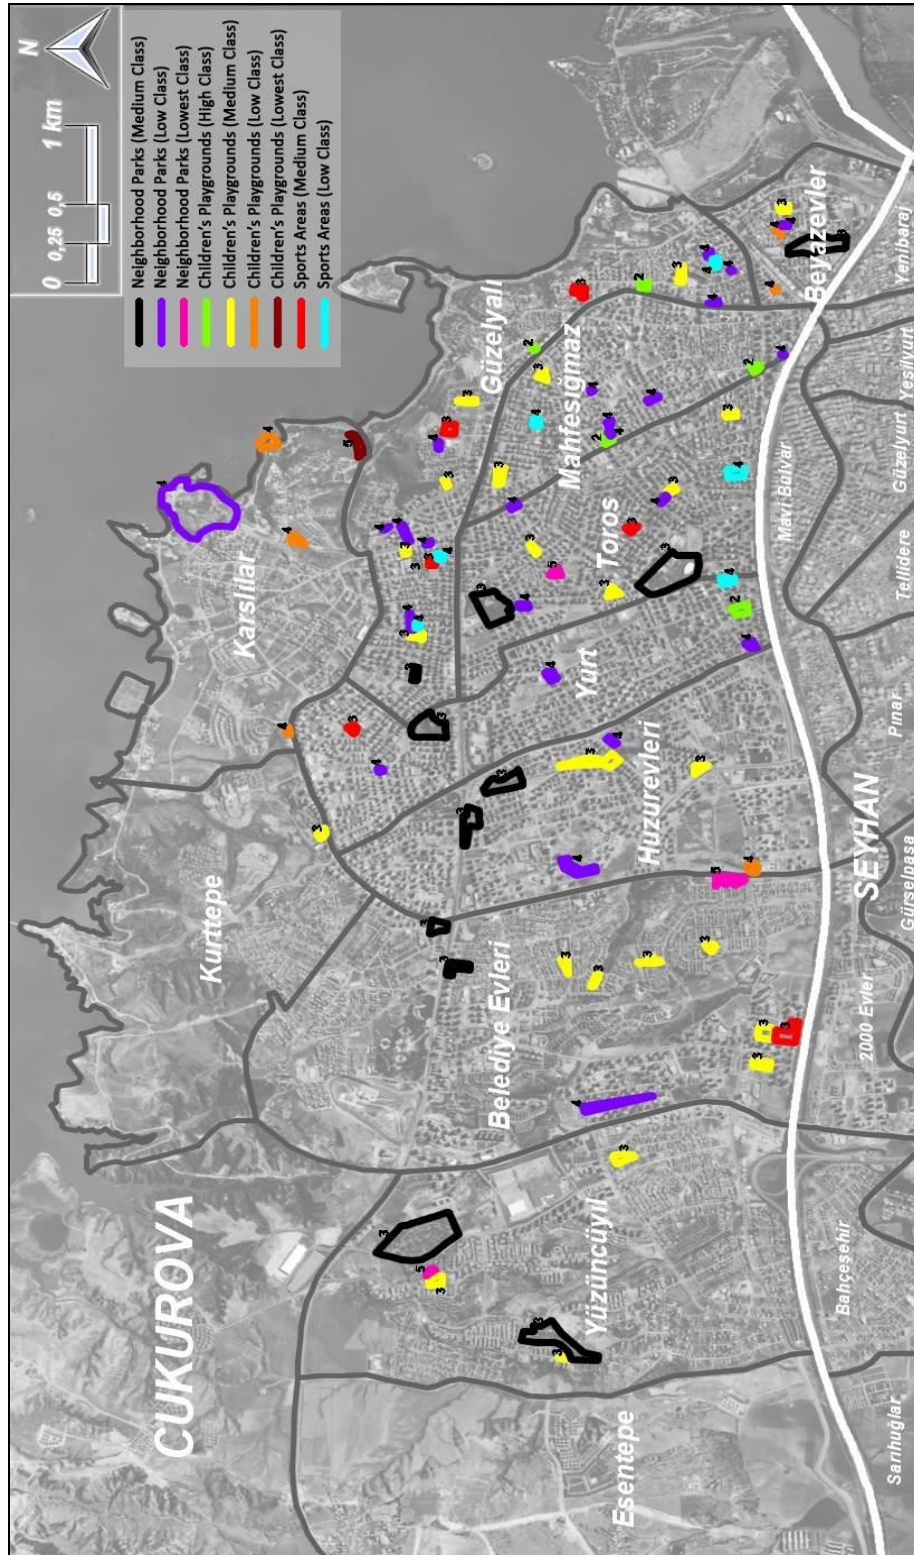 N
0 0,25 0,5 1 km
Neighborhood Parks (Medium Class)
Neighborhood Parks (Low Class)
Neighborhood Parks (Lowest Class)
Children's Playgrounds (High Class)
Children's Playgrounds (Medium Class)
Children's Playgrounds (Low Class)
Children's Playgrounds (Lowest Class)
Sports Areas (Medium Class)
Sports Areas (Low Class)
CUKUROVA
Kurttepe
Karslılar
Güzelyalı
Mahfesığmaz
Beyazevler
Toros
Yurt
Huzurevleri
Belediye Evleri
Yüzüncüyıl
Esentepe
SEYHAN
Mavi Bulvar
Sarıhuğlar
Bahçeşehir
2000 Evler
Gürselpaşa
Pınar
Tellidere
Güzelyurt
Yeşilyurt
Yenibaraj